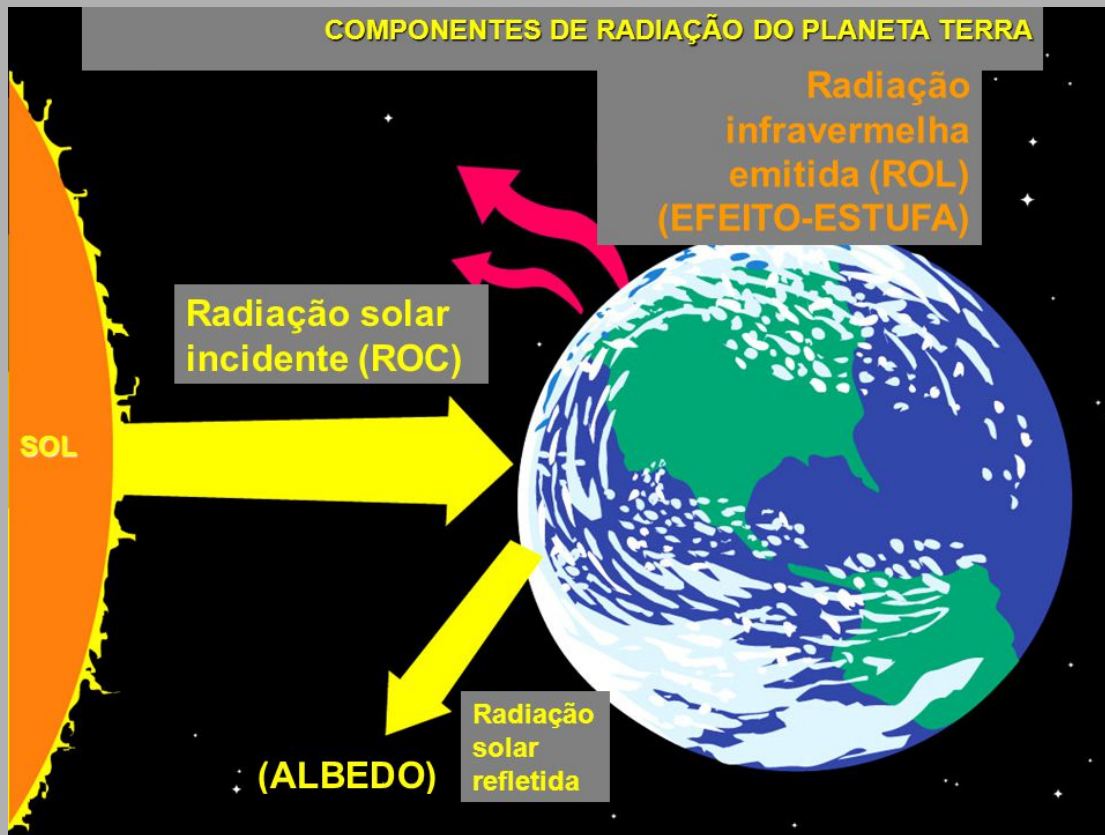 COMPONENTES DE RADIAÇÃO DO PLANETA TERRA
Radiação
infravermelha
emitida (ROL)
(EFEITO-ESTUFA)
Radiação solar
incidente (ROC)
SOL
Radiação
solar
refletida
(ALBEDO)